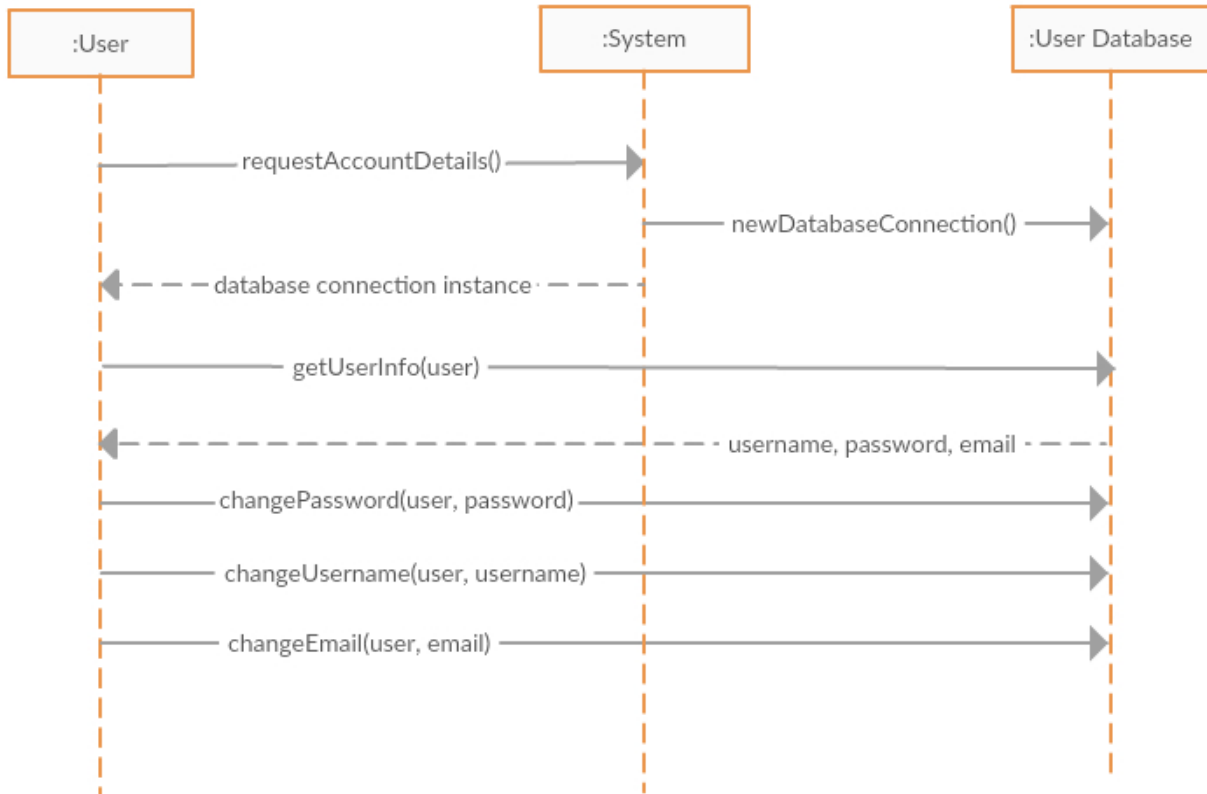 :User
:System
:User Database
requestAccountDetails()
newDatabaseConnection()
database connection instance
getUserInfo(user)
username, password, email
changePassword(user, password)
changeUsername(user, username)
changeEmail(user, email)